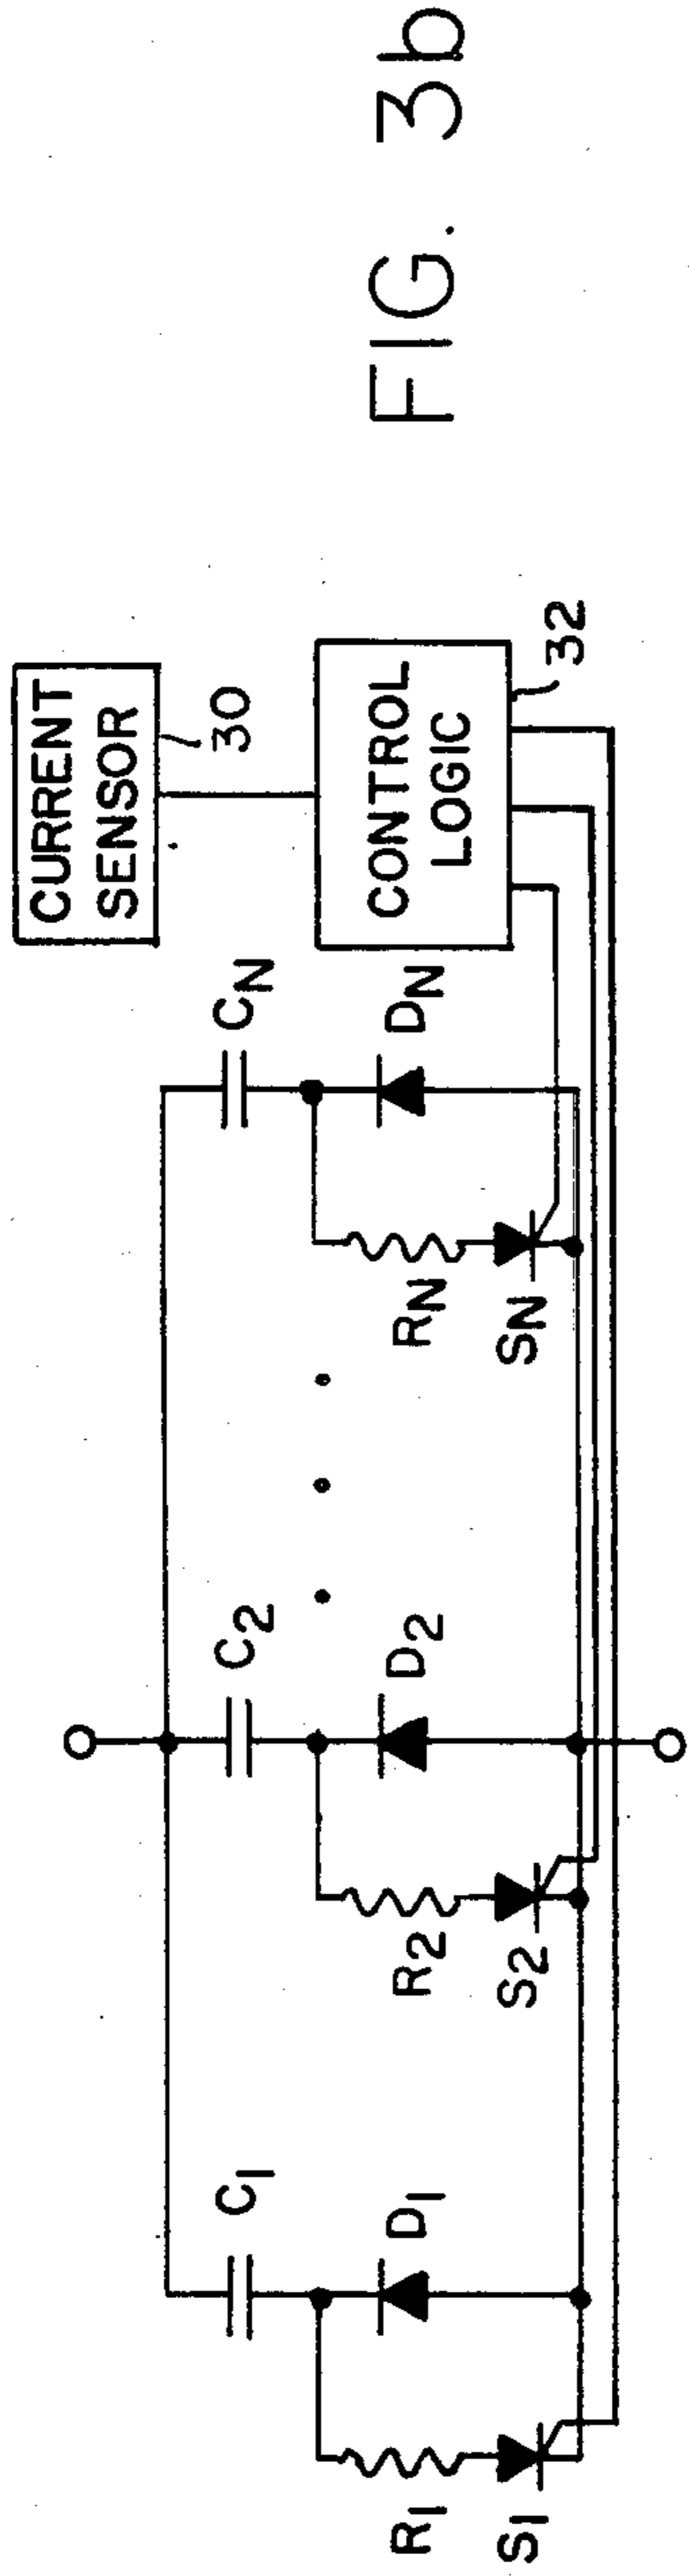 CURRENT
SENSOR
30
C1
C2
CN
CONTROL
LOGIC
32
R1
D1
R2
D2
RN
DN
S1
S2
SN
FIG. 3b